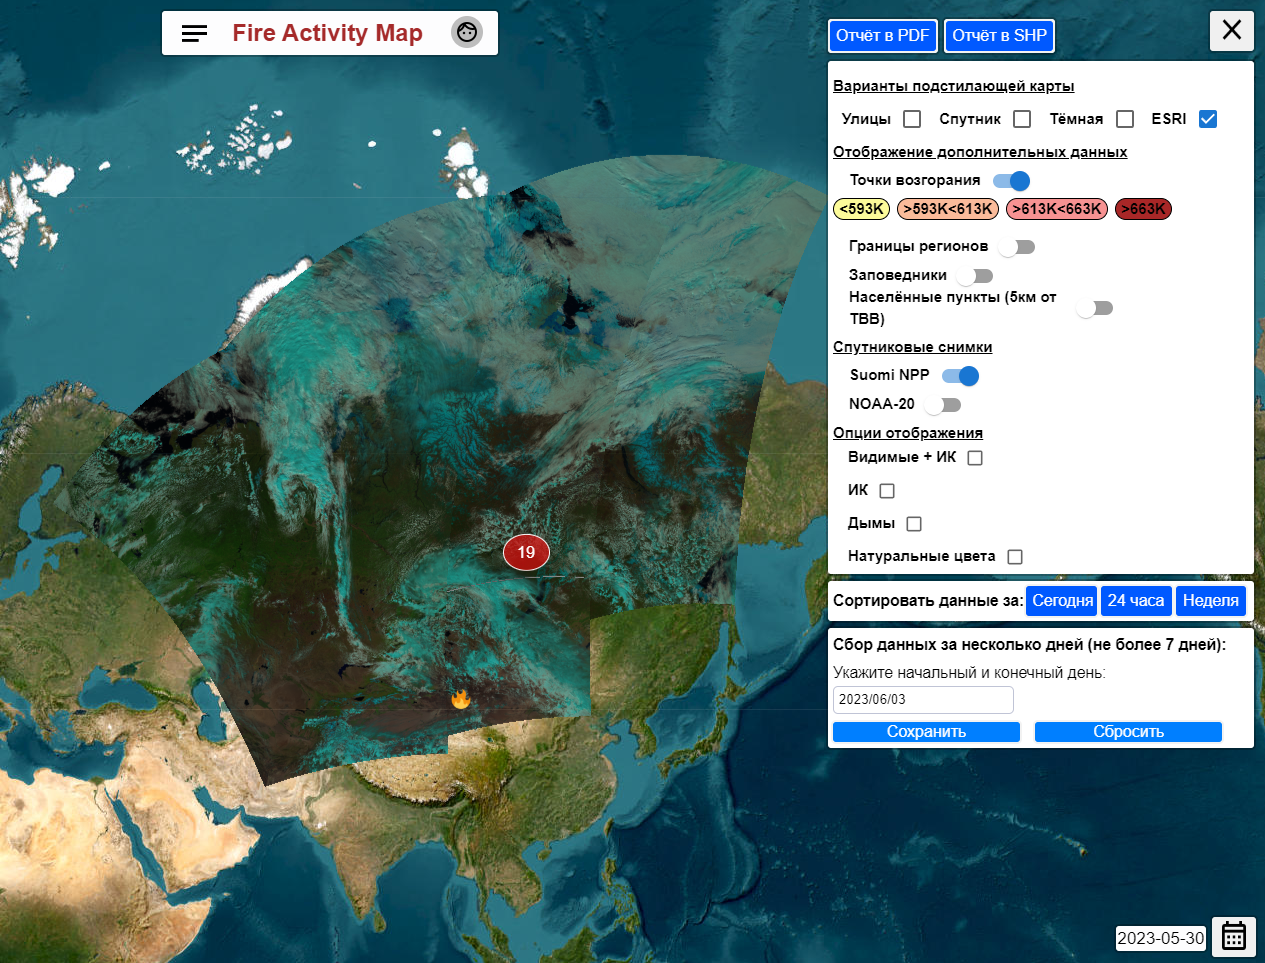 Fire Activity Map
Отчёт в PDF
Отчёт в SHP
Варианты подстилающей карты
Улицы Спутник Тёмная ESRI
Отображение дополнительных данных
Точки возгорания
<593K >593K<613K >613K<663K >663K
Границы регионов
Заповедники
Населённые пункты (5км от
ТВВ)
Спутниковые снимки
Suomi NPP
NOAA-20
Опции отображения
Видимые + ИК
ИК
Дымы
Натуральные цвета
19
Сортировать данные за: Сегодня 24 часа Неделя
Сбор данных за несколько дней (не более 7 дней):
Укажите начальный и конечный день:
2023/06/03
Сохранить Сбросить
2023-05-30